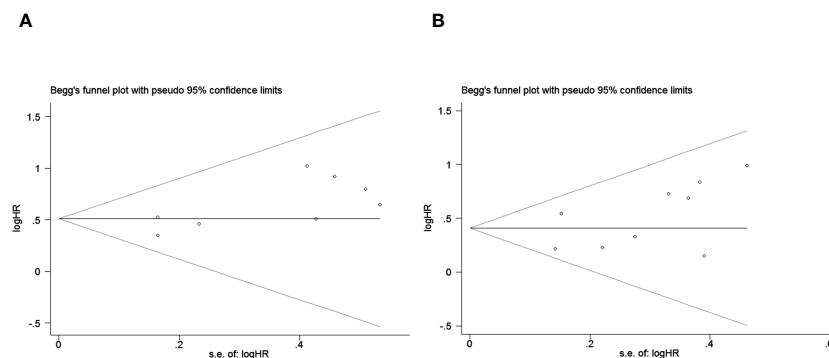 A
Begg's funnel plot with pseudo 95% confidence limits
logHR
1.5
1
.5
0
-.5
0
.2
.4
s.e. of: logHR
B
Begg's funnel plot with pseudo 95% confidence limits
logHR
1.5
1
.5
0
-.5
0
.2
.4
.6
s.e. of: logHR